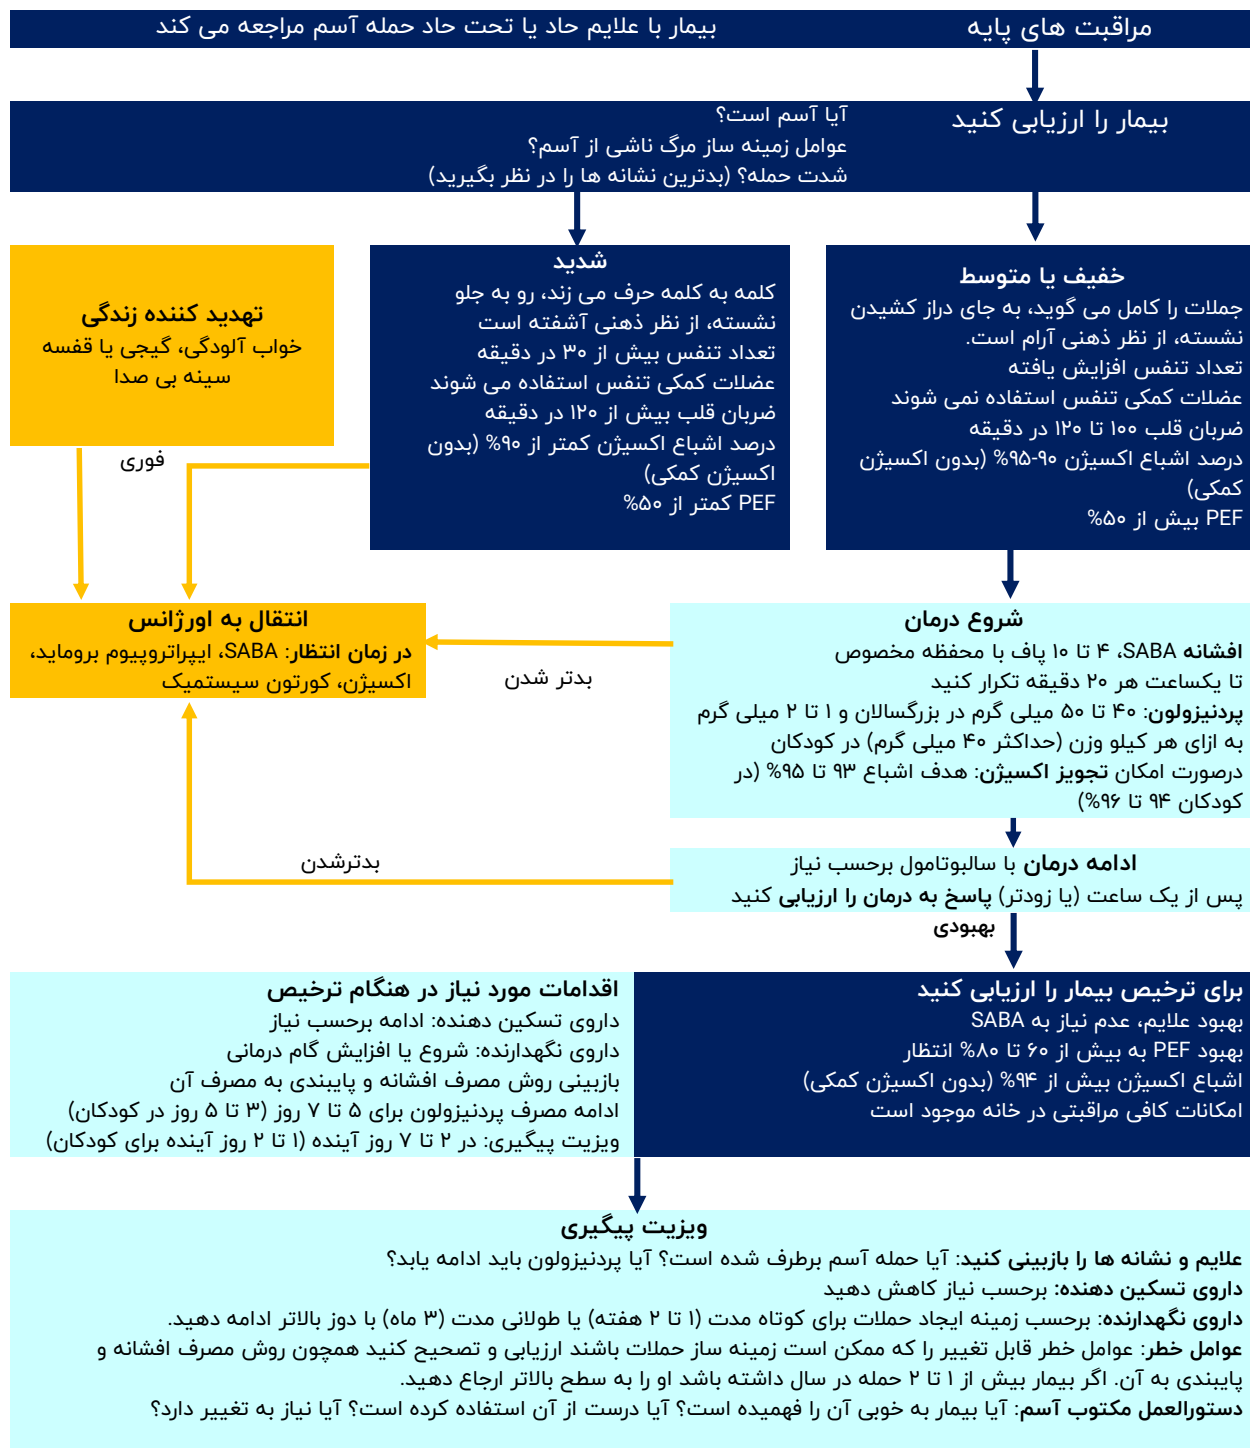 مراقبت های پایه
بیمار با علایم حاد یا تحت حاد حمله آسم مراجعه می کند
بیمار را ارزیابی کنید
آیا آسم است؟
عوامل زمینه ساز مرگ ناشی از آسم؟
شدت حمله؟ (بدترین نشانه ها را در نظر بگیرید)
خفیف یا متوسط
جملات را کامل می گوید، به جای دراز کشیدن
نشسته، از نظر ذهنی آرام است.
تعداد تنفس افزایش یافته
عضلات کمکی تنفس استفاده نمی شوند
ضربان قلب ۱۰۰ تا ۱۲۰ در دقیقه
درصد اشباع اکسیژن ۹۰-۹۵% (بدون اکسیژن
کمکی)
PEF بیش از ۵۰%
شدید
کلمه به کلمه حرف می زند، رو به جلو
نشسته، از نظر ذهنی آشفته است
تعداد تنفس بیش از ۳۰ در دقیقه
عضلات کمکی تنفس استفاده می شوند
ضربان قلب بیش از ۱۲۰ در دقیقه
درصد اشباع اکسیژن کمتر از ۹۰% (بدون
اکسیژن کمکی)
PEF کمتر از ۵۰%
تهدید کننده زندگی
خواب آلودگی، گیجی یا قفسه
سینه بی صدا
فوری
شروع درمان
افشانه SABA، ۴ تا ۱۰ پاف با محفظه مخصوص
تا یکساعت هر ۲۰ دقیقه تکرار کنید
پردنیزولون: ۴۰ تا ۵۰ میلی گرم در بزرگسالان و ۱ تا ۲ میلی گرم
به ازای هر کیلو وزن (حداکثر ۴۰ میلی گرم) در کودکان
درصورت امکان تجویز اکسیژن: هدف اشباع ۹۳ تا ۹۵% (در
کودکان ۹۴ تا ۹۶%)
انتقال به اورژانس
در زمان انتظار: SABA، ایپراتروپیوم بروماید،
اکسیژن، کورتون سیستمیک
بدتر شدن
ادامه درمان با سالبوتامول برحسب نیاز
پس از یک ساعت (یا زودتر) پاسخ به درمان را ارزیابی کنید
بدترشدن
بهبودی
برای ترخیص بیمار را ارزیابی کنید
بهبود علایم، عدم نیاز به SABA
بهبود PEF به بیش از ۶۰ تا ۸۰% انتظار
اشباع اکسیژن بیش از ۹۴% (بدون اکسیژن کمکی)
امکانات کافی مراقبتی در خانه موجود است
اقدامات مورد نیاز در هنگام ترخیص
داروی تسکین دهنده: ادامه برحسب نیاز
داروی نگهدارنده: شروع یا افزایش گام درمانی
بازبینی روش مصرف افشانه و پایبندی به مصرف آن
ادامه مصرف پردنیزولون برای ۵ تا ۷ روز (۳ تا ۵ روز در کودکان)
ویزیت پیگیری: در ۲ تا ۷ روز آینده (۱ تا ۲ روز آینده برای کودکان)
ویزیت پیگیری
علایم و نشانه ها را بازبینی کنید: آیا حمله آسم برطرف شده است؟ آیا پردنیزولون باید ادامه یابد؟
داروی تسکین دهنده: برحسب نیاز کاهش دهید
داروی نگهدارنده: برحسب زمینه ایجاد حملات برای کوتاه مدت (۱ تا ۲ هفته) یا طولانی مدت (۳ ماه) با دوز بالاتر ادامه دهید.
عوامل خطر: عوامل خطر قابل تغییر را که ممکن است زمینه ساز حملات باشند ارزیابی و تصحیح کنید همچون روش مصرف افشانه و
پایبندی به آن. اگر بیمار بیش از ۱ تا ۲ حمله در سال داشته باشد او را به سطح بالاتر ارجاع دهید.
دستورالعمل مکتوب آسم: آیا بیمار به خوبی آن را فهمیده است؟ آیا درست از آن استفاده کرده است؟ آیا نیاز به تغییر دارد؟